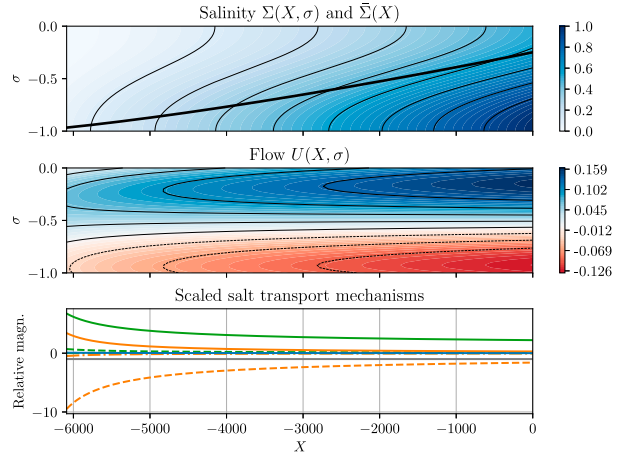 Salinity Σ(X, σ) and Σ̄(X)
0.0
−0.5
−1.0
σ
1.0
0.8
0.6
0.4
0.2
0.0
Flow U(X, σ)
0.0
−0.5
−1.0
σ
0.159
0.102
0.045
-0.012
-0.069
-0.126
Scaled salt transport mechanisms
0
−10
Relative magn.
−6000 −5000 −4000 −3000 −2000 −1000 0
X